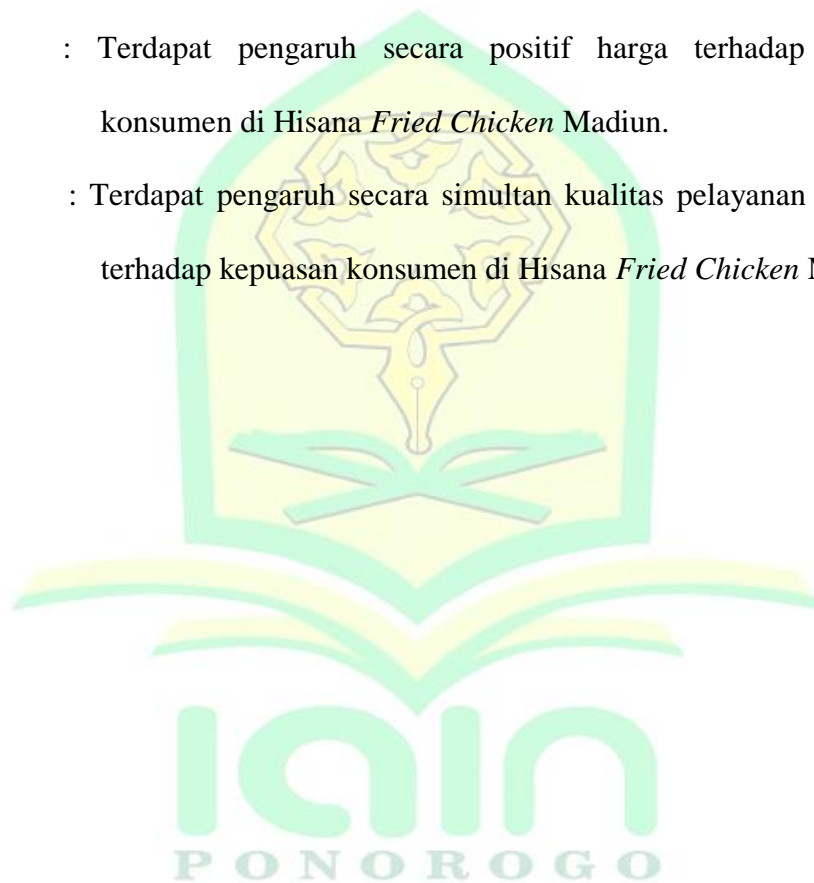 : Terdapat pengaruh secara positif harga terhadap
konsumen di Hisana Fried Chicken Madiun.
: Terdapat pengaruh secara simultan kualitas pelayanan
terhadap kepuasan konsumen di Hisana Fried Chicken
iain
PONOROGO